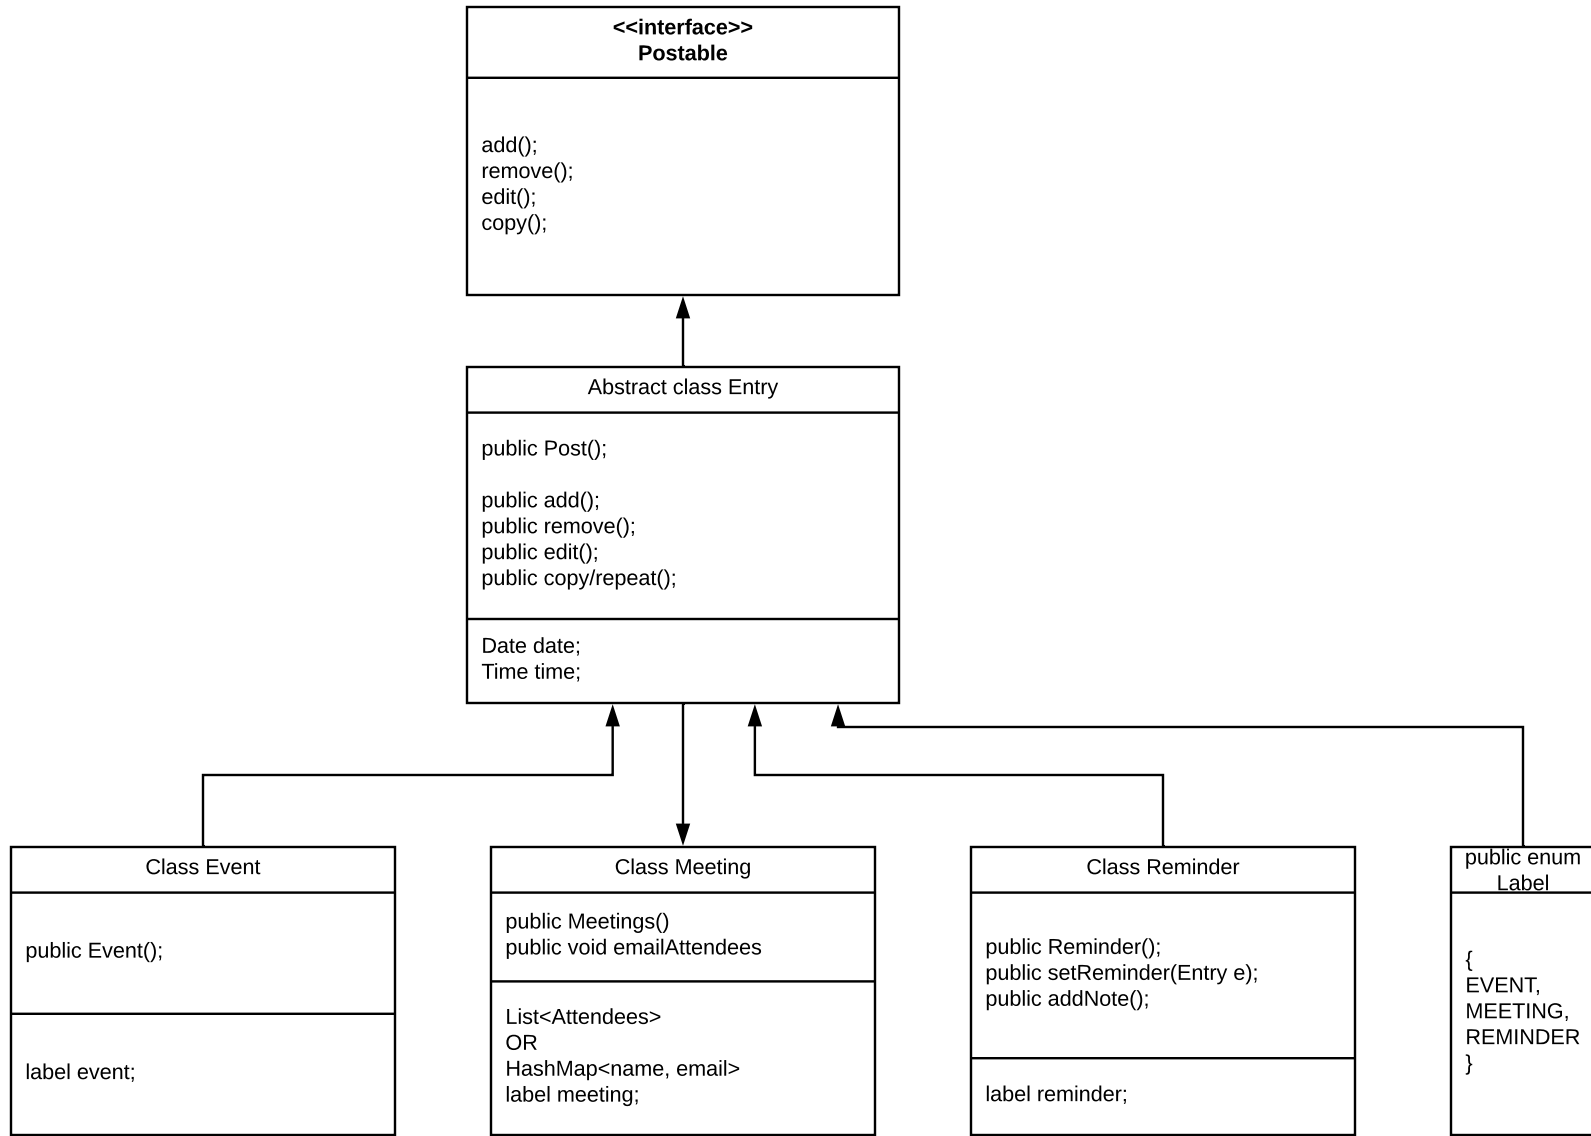 <<interface>>
Postable
add();
remove();
edit();
copy();
Abstract class Entry
public Post();
public add();
public remove();
public edit();
public copy/repeat();
Date date;
Time time;
Class Event
public Event();
label event;
Class Meeting
public Meetings()
public void emailAttendees
List<Attendees>
OR
HashMap<name, email>
label meeting;
Class Reminder
public Reminder();
public setReminder(Entry e);
public addNote();
label reminder;
public enum
Label
{
EVENT,
MEETING,
REMINDER
}